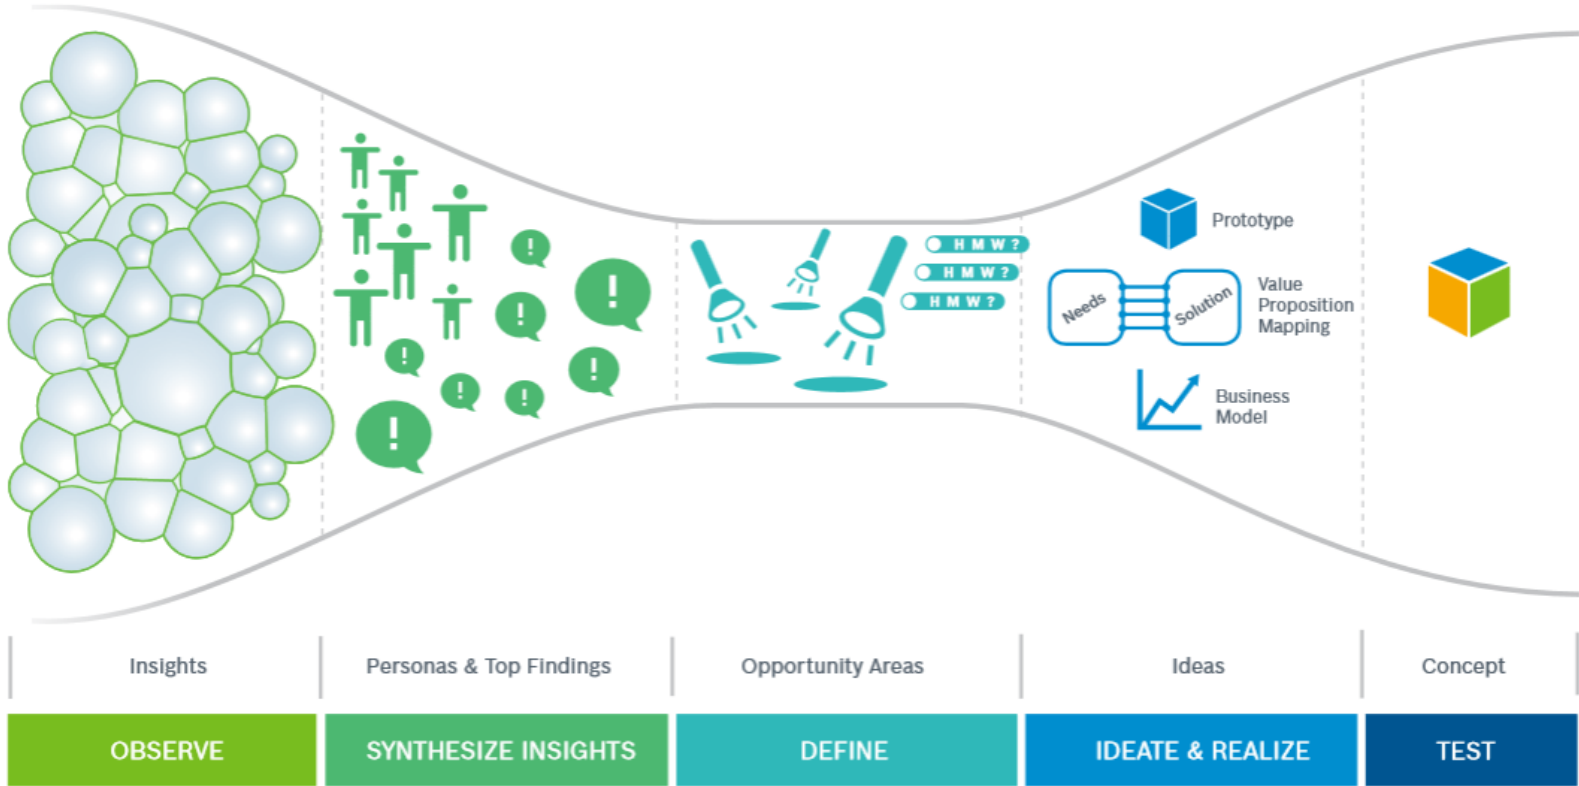 !
!
!
!
!
!
!
!
H M W ?
H M W ?
H M W ?
Needs
Solution
Prototype
Value
Proposition
Mapping
Business
Model
Insights
Personas & Top Findings
Opportunity Areas
Ideas
Concept
OBSERVE
SYNTHESIZE INSIGHTS
DEFINE
IDEATE & REALIZE
TEST